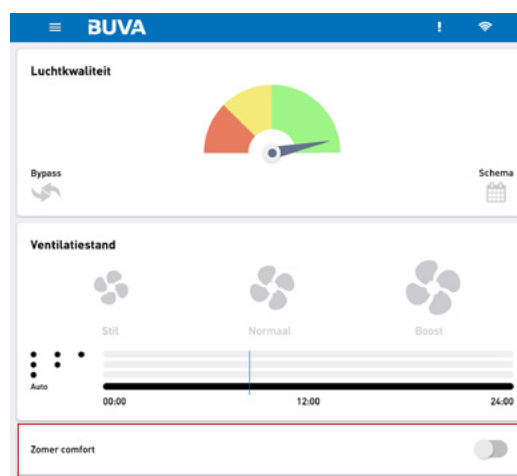 BUVA
Luchtkwaliteit
Bypass
Schema
Ventilatiestand
Stil
Normaal
Boost
Auto
00:00
12:00
24:00
Zomer comfort